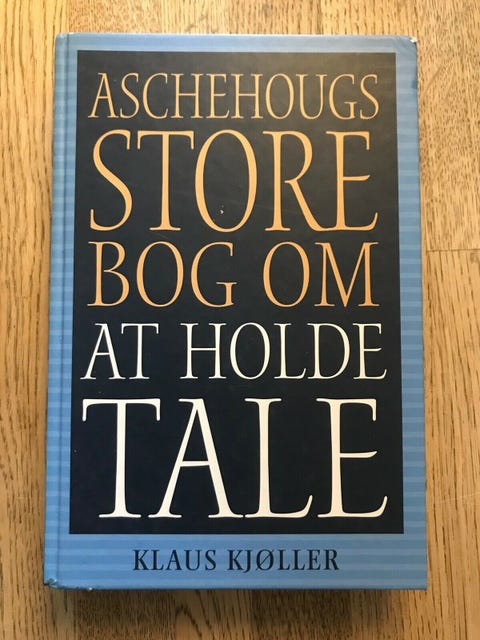 ASCHEHOUGS
STORE
BOG OM
AT HOLDE
TALE
KLAUS KJØLLER